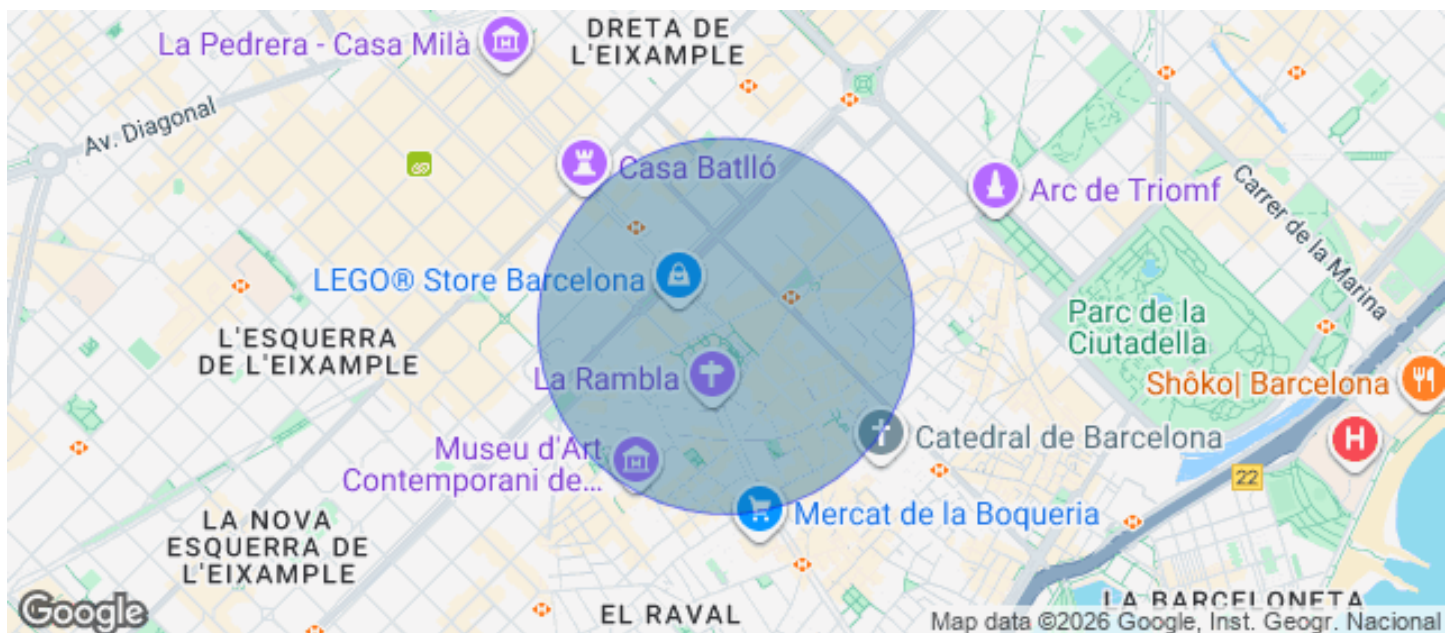 DRETA DE
L'EIXAMPLE
La Pedrera - Casa Milà
Av. Diagonal
Casa Batlló
Arc de Triomf
Carrer de la Marina
LEGO® Store Barcelona
L'ESQUERRA
DE L'EIXAMPLE
Parc de la
Ciutadella
La Rambla
Shôko| Barcelona
H
Catedral de Barcelona
Museu d'Art
Contemporani de...
22
Mercat de la Boqueria
LA NOVA
ESQUERRA DE
L'EIXAMPLE
EL RAVAL
LA BARCELONETA
Google
Map data ©2026 Google, Inst. Geogr. Nacional